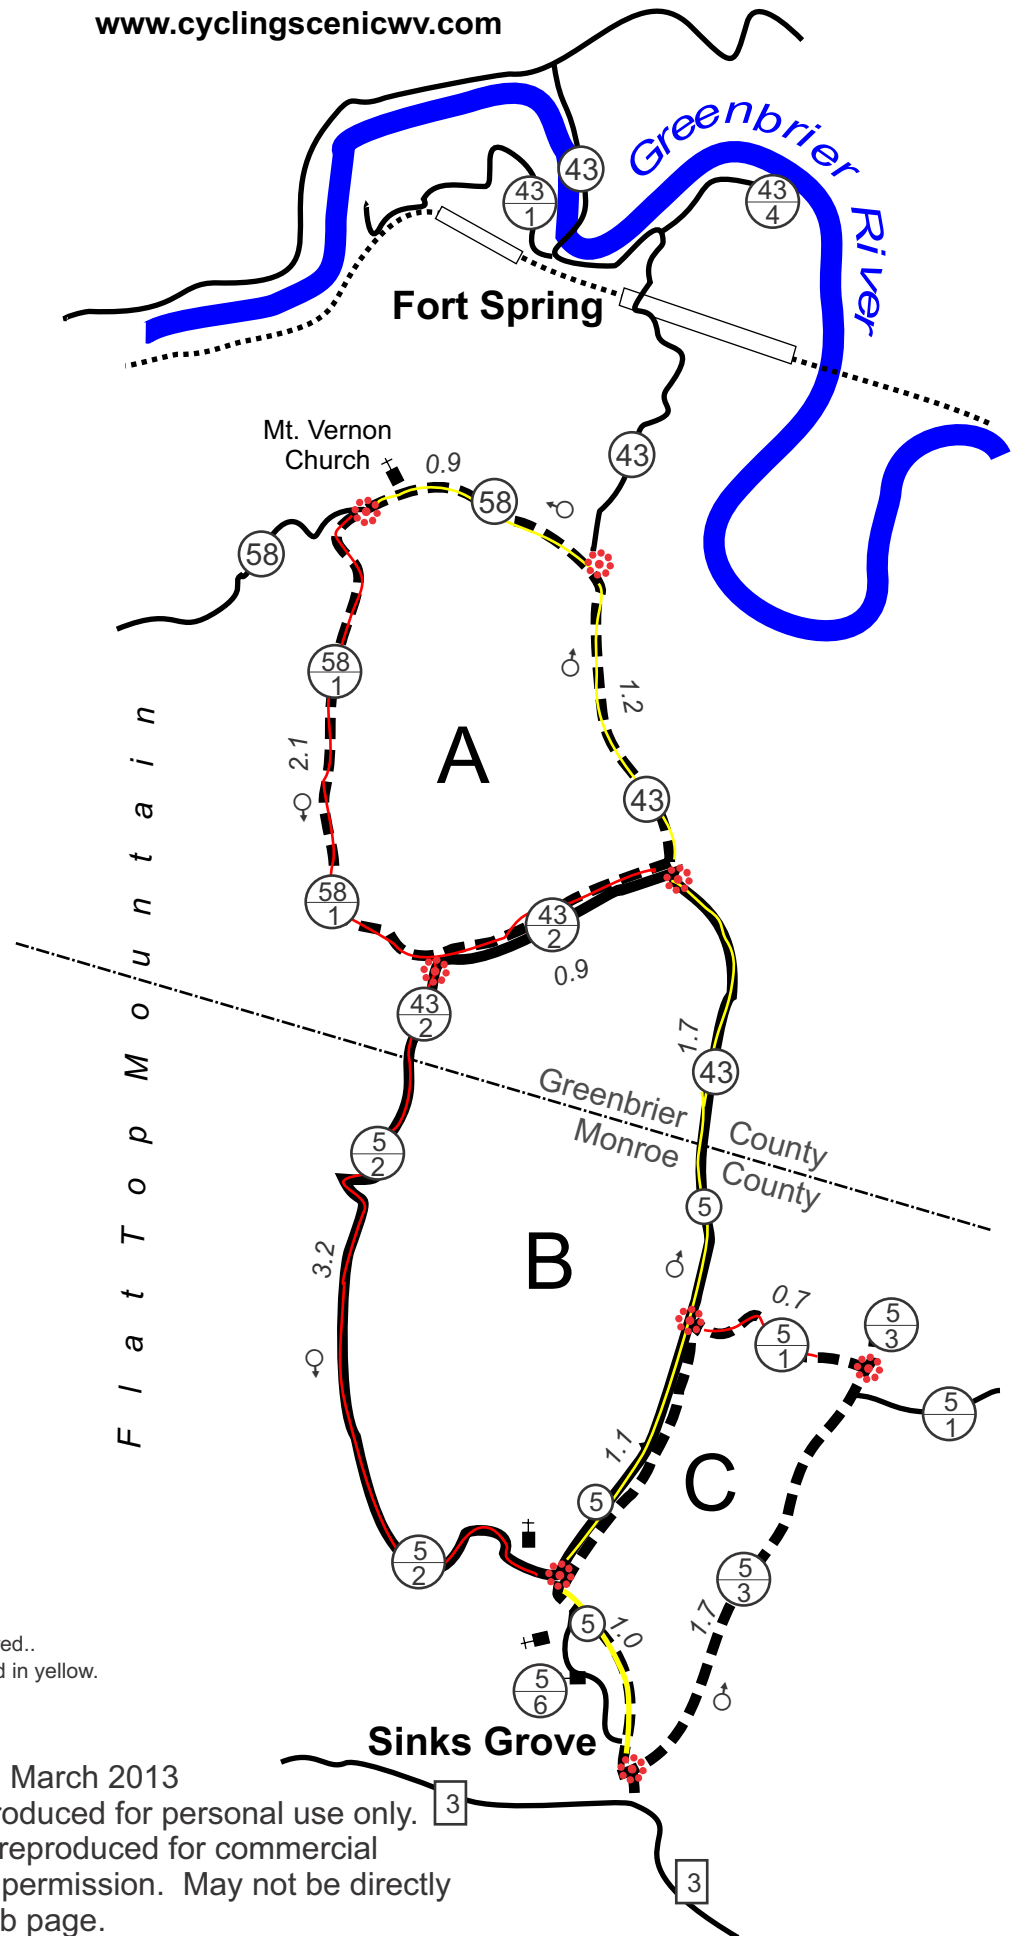 www.cyclingscenicwv.com
Greenbrier
River
43
43
1
43
4
Fort Spring
Mt. Vernon
Church
0.9
58
43
58
58
1
1.2
2.1
A
43
58
1
43
2
0.9
43
2
1.7
43
Flat Top Mountain
Greenbrier County
Monroe County
5
2
5
3.2
B
0.7
5
3
5
1
5
1
1.1
C
5
5
2
5
3
1.7
5
1.0
5
6
ed..
d in yellow.
Sinks Grove
March 2013
roduced for personal use only.
reproduced for commercial
permission. May not be directly
b page.
3
3